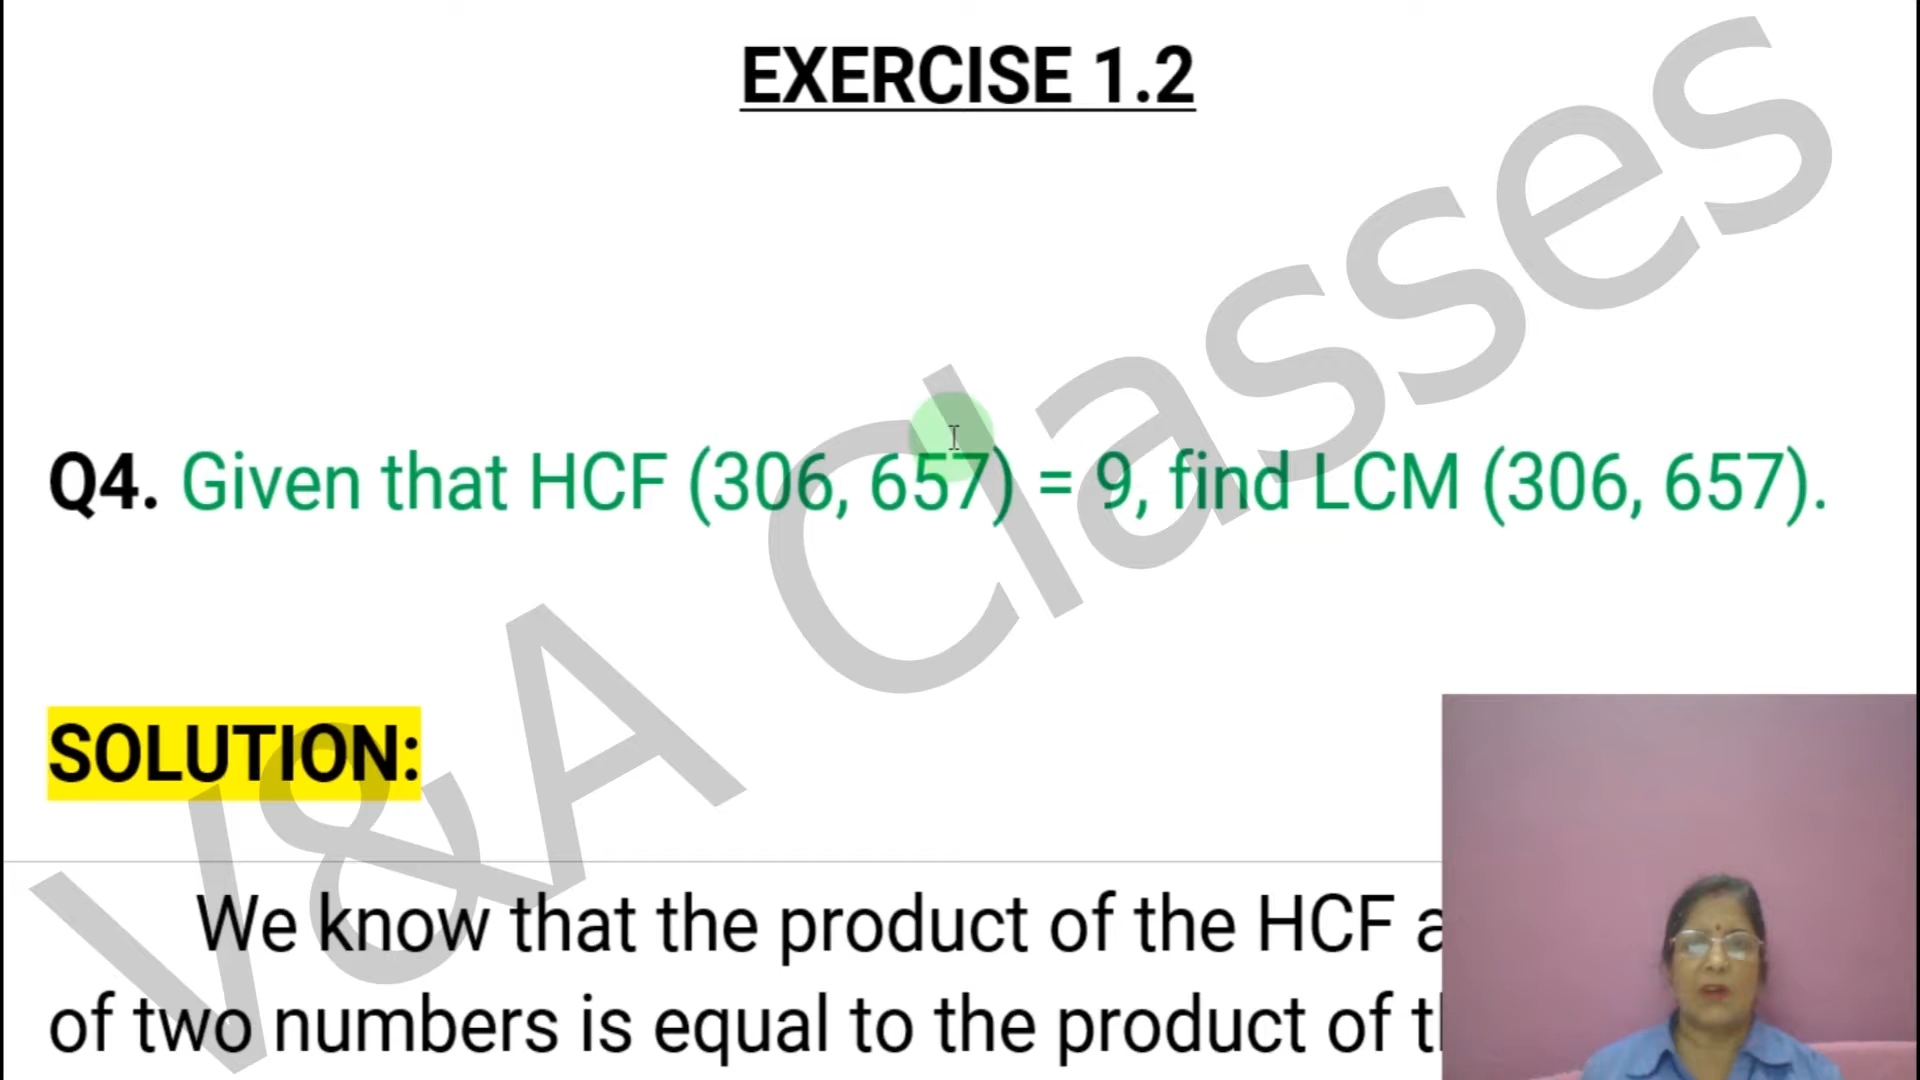 EXERCISE 1.2
Q4. Given that HCF (306, 657) = 9, find LCM (306, 657).
SOLUTION:
We know that the product of the HCF
of two numbers is equal to the product of
V&A Classes